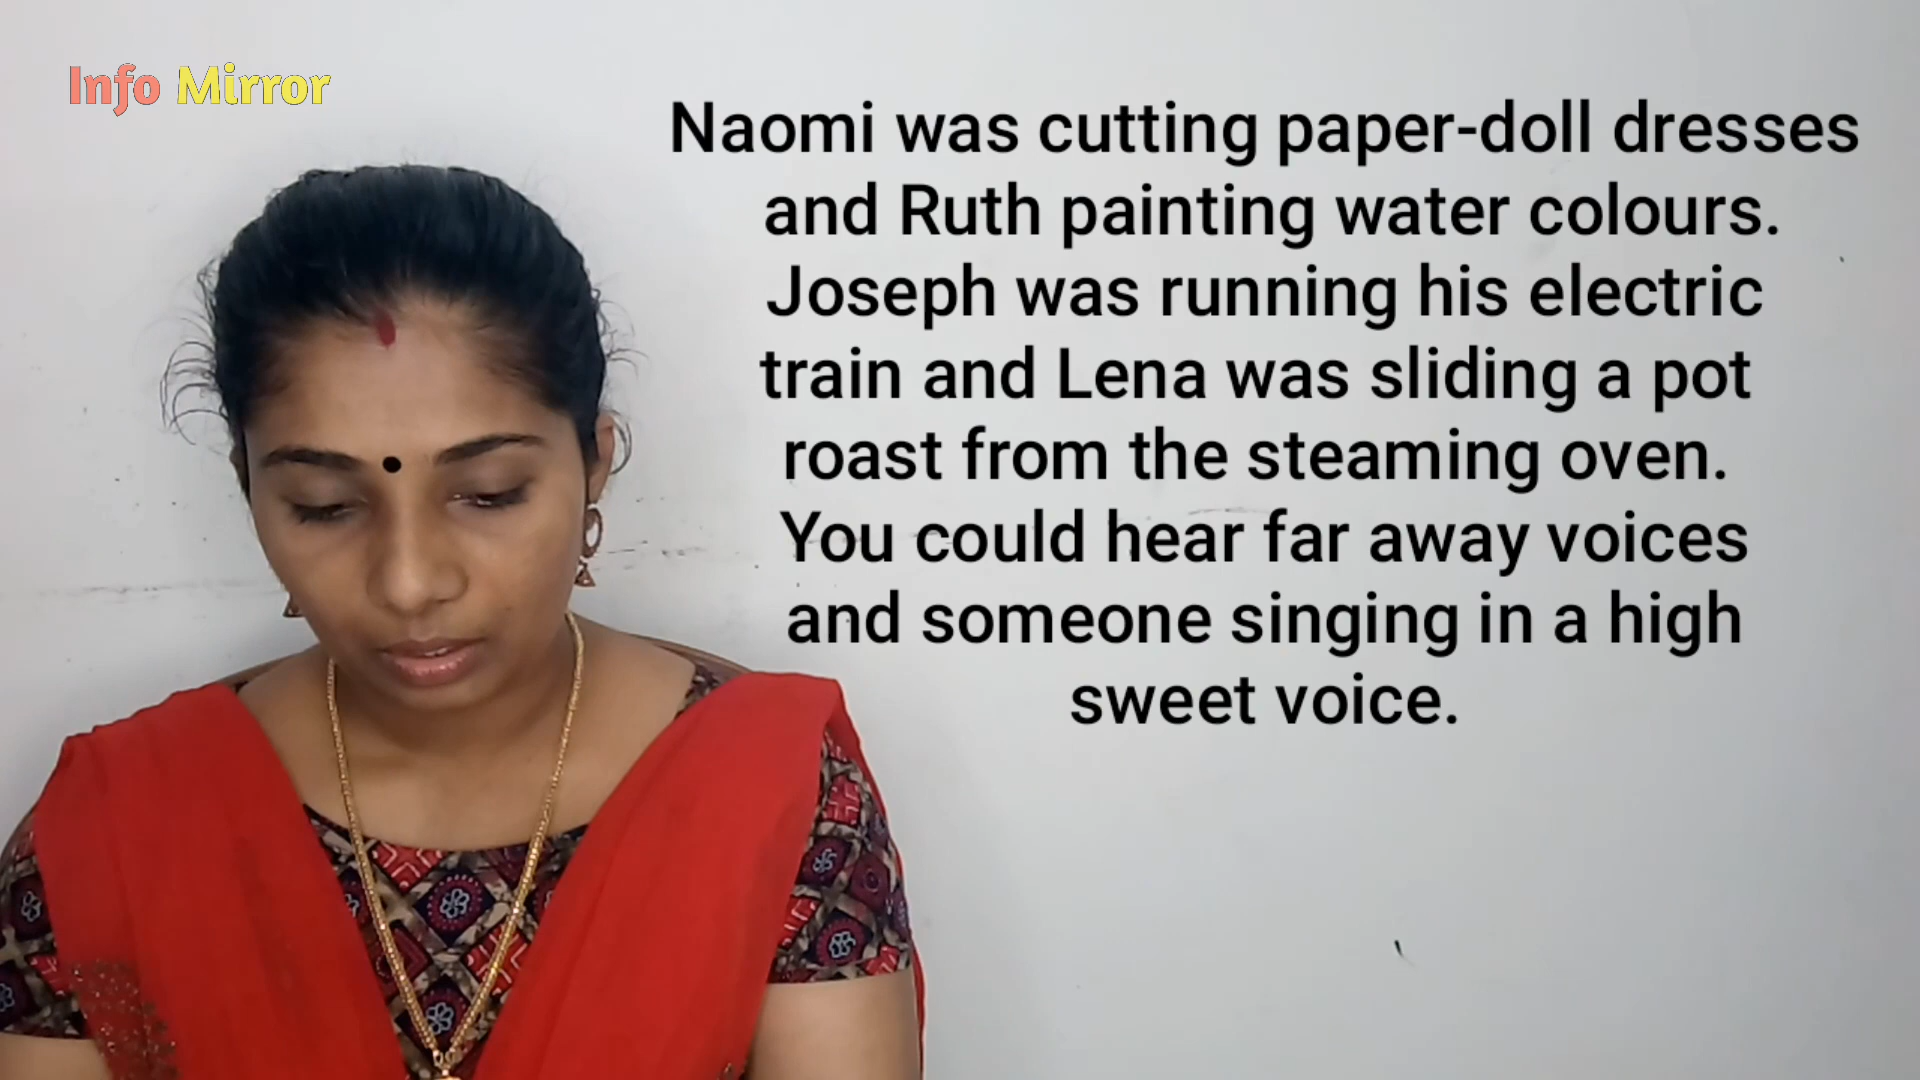 Info Mirror
Naomi was cutting paper-doll dresses
and Ruth painting water colours.
Joseph was running his electric
train and Lena was sliding a pot
roast from the steaming oven.
You could hear far away voices
and someone singing in a high
sweet voice.